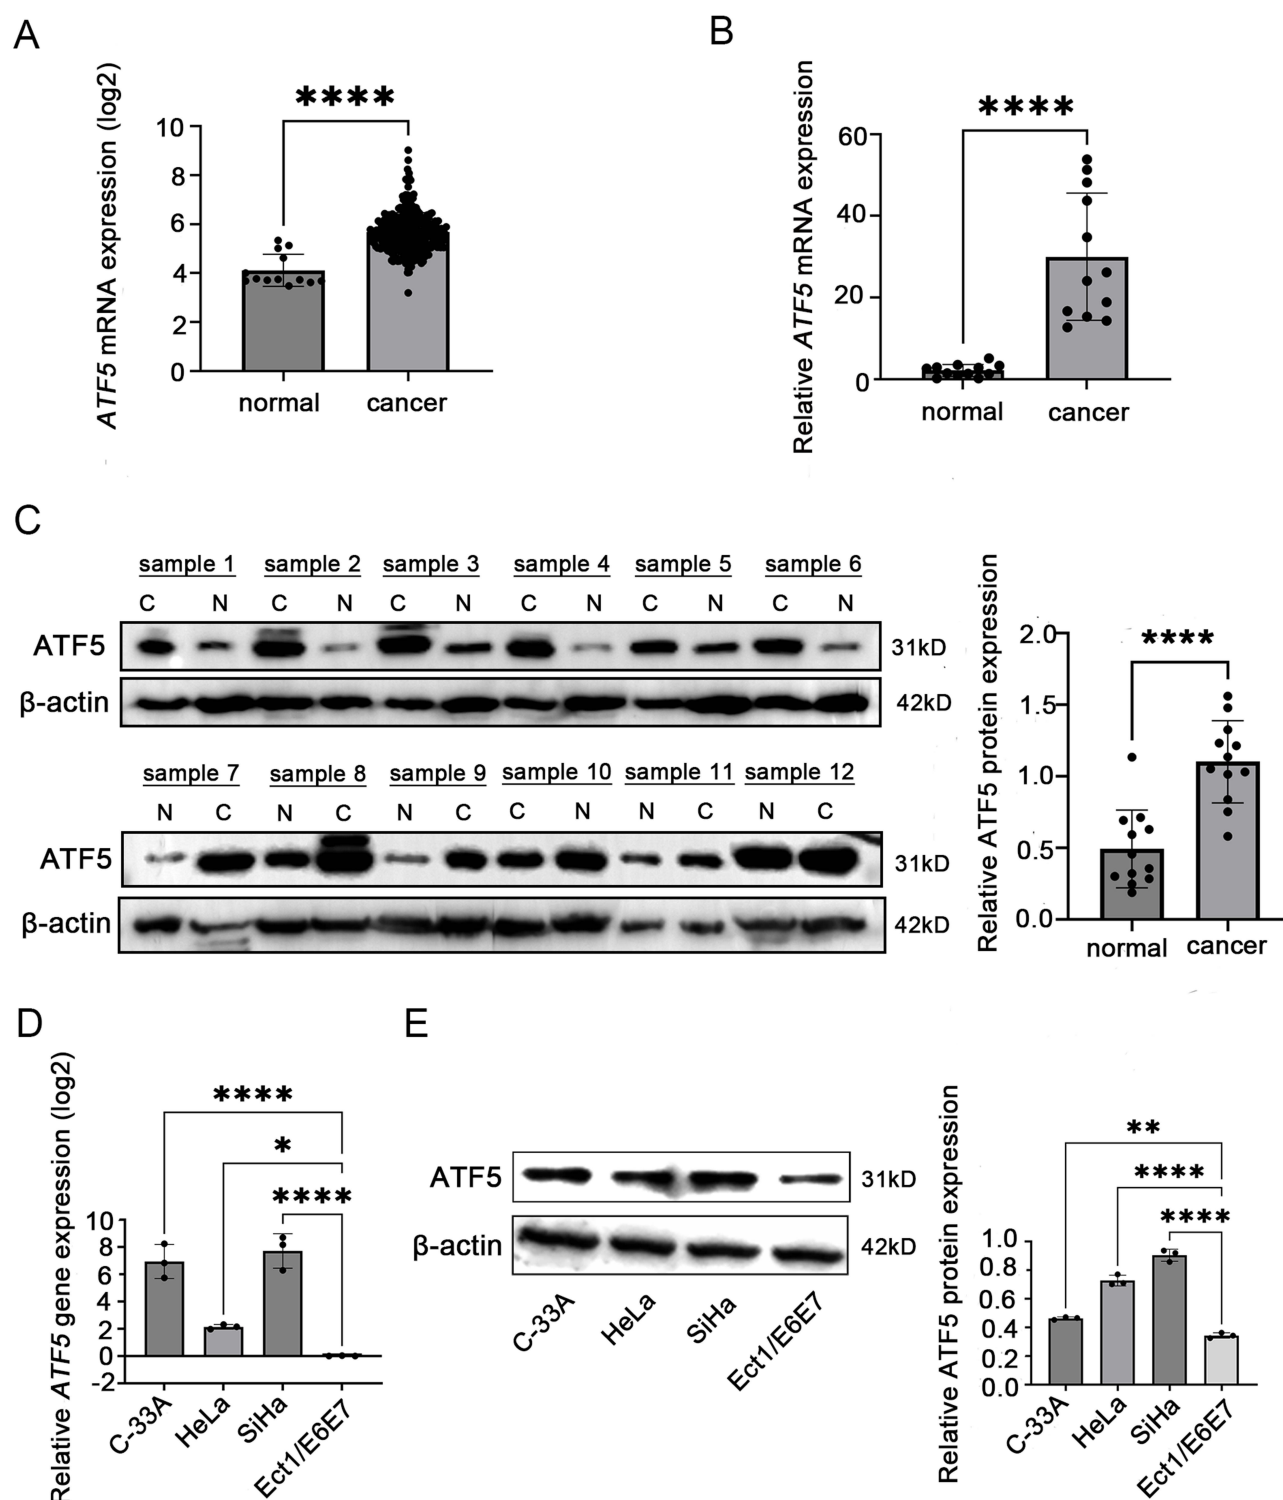 A
ATF5 mRNA expression (log2)
****
10
8
6
4
2
0
normal
cancer
B
Relative ATF5 mRNA expression
****
60
40
20
0
normal
cancer
C
sample 1 sample 2 sample 3 sample 4 sample 5 sample 6
C N C N C N C N C N C N
ATF5 31kD
β-actin 42kD
sample 7 sample 8 sample 9 sample 10 sample 11 sample 12
N C N C N C C N N C N C
ATF5 31kD
β-actin 42kD
Relative ATF5 protein expression
****
2.0
1.5
1.0
0.5
0.0
normal
cancer
D
Relative ATF5 gene expression (log2)
****
*
****
10
8
6
4
2
0
-2
C-33A
HeLa
SiHa
Ect1/E6E7
E
ATF5 31kD
β-actin 42kD
C-33A
HeLa
SiHa
Ect1/E6E7
Relative ATF5 protein expression
**
****
****
1.0
0.8
0.6
0.4
0.2
0.0
C-33A
HeLa
SiHa
Ect1/E6E7